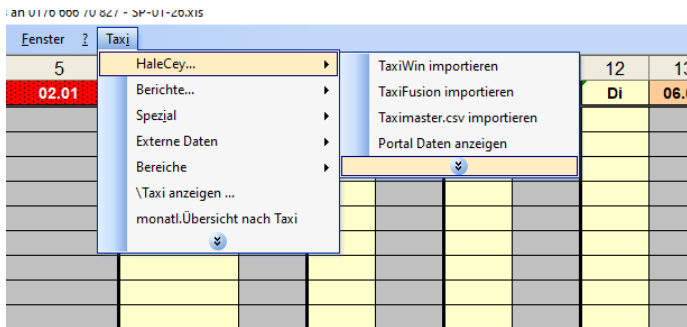 an 0176 666 70 827 - SP-01-26.xls
Fenster ? Taxi
5 12
02.01 Di 06.
HaleCey...
Berichte...
Spezial
Externe Daten
Bereiche
\Taxi anzeigen ...
monatl.Übersicht nach Taxi
TaxiWin importieren
TaxiFusion importieren
Taximaster.csv importieren
Portal Daten anzeigen